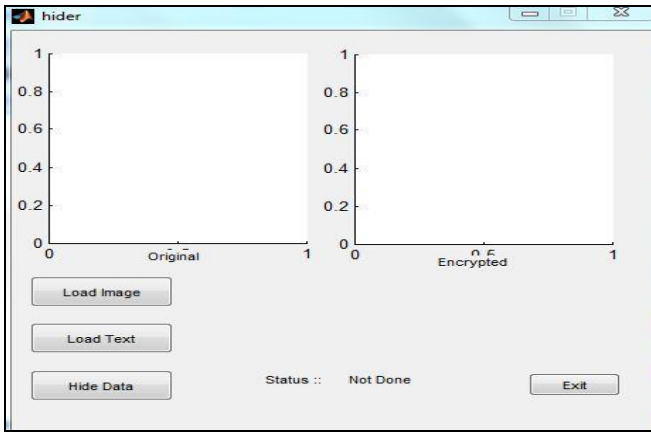 hider
1 1
0.8 0.8
0.6 0.6
0.4 0.4
0.2 0.2
0 0
0 1 0 1
Original Encrypted
Load Image
Load Text
Hide Data Status :: Not Done Exit